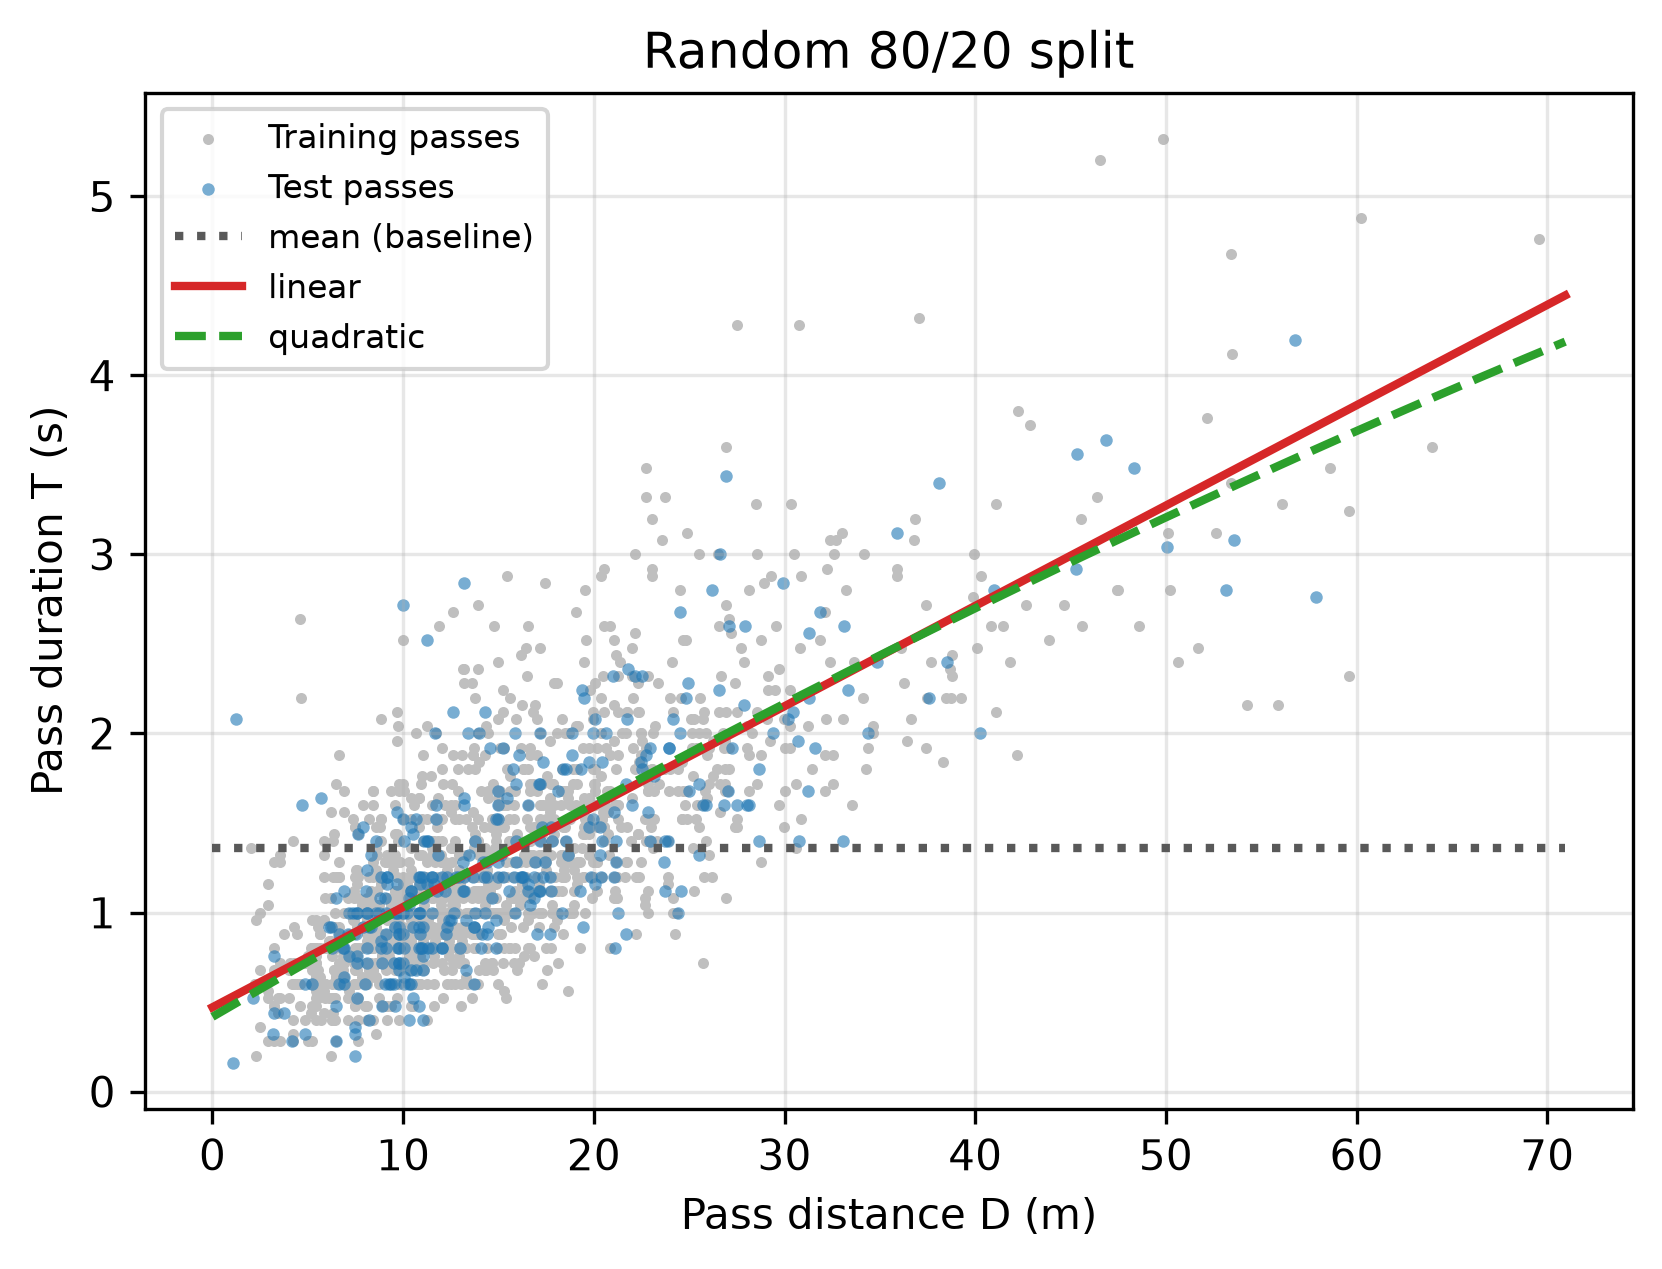 Random 80/20 split
Training passes
Test passes
mean (baseline)
linear
quadratic
Pass duration T (s)
5
4
3
2
1
0
0 10 20 30 40 50 60 70
Pass distance D (m)